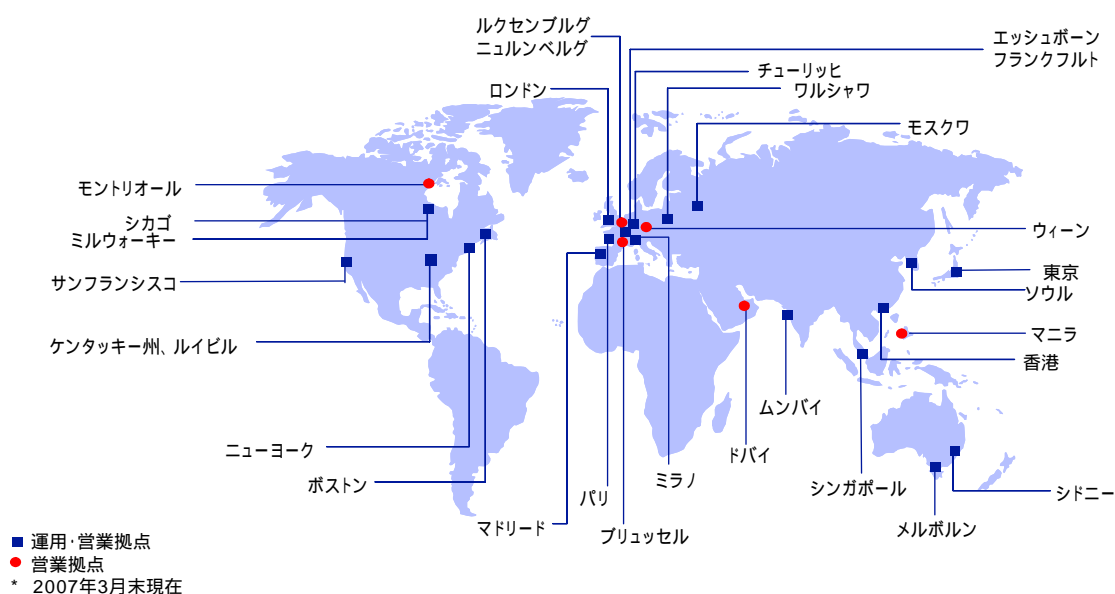 ルクセンブルグ
ニュルンベルグ
エッシュボーン
フランクフルト
チューリッヒ
ワルシャワ
ロンドン
モスクワ
モントリオール
シカゴ
ミルウォーキー
ウィーン
サンフランシスコ
東京
ソウル
ケンタッキー州、ルイビル
マニラ
香港
ムンバイ
ニューヨーク
ドバイ
ボストン
ミラノ
パリ
シンガポール
シドニー
マドリード
ブリュッセル
メルボルン
運用・営業拠点
営業拠点
* 2007年3月末現在